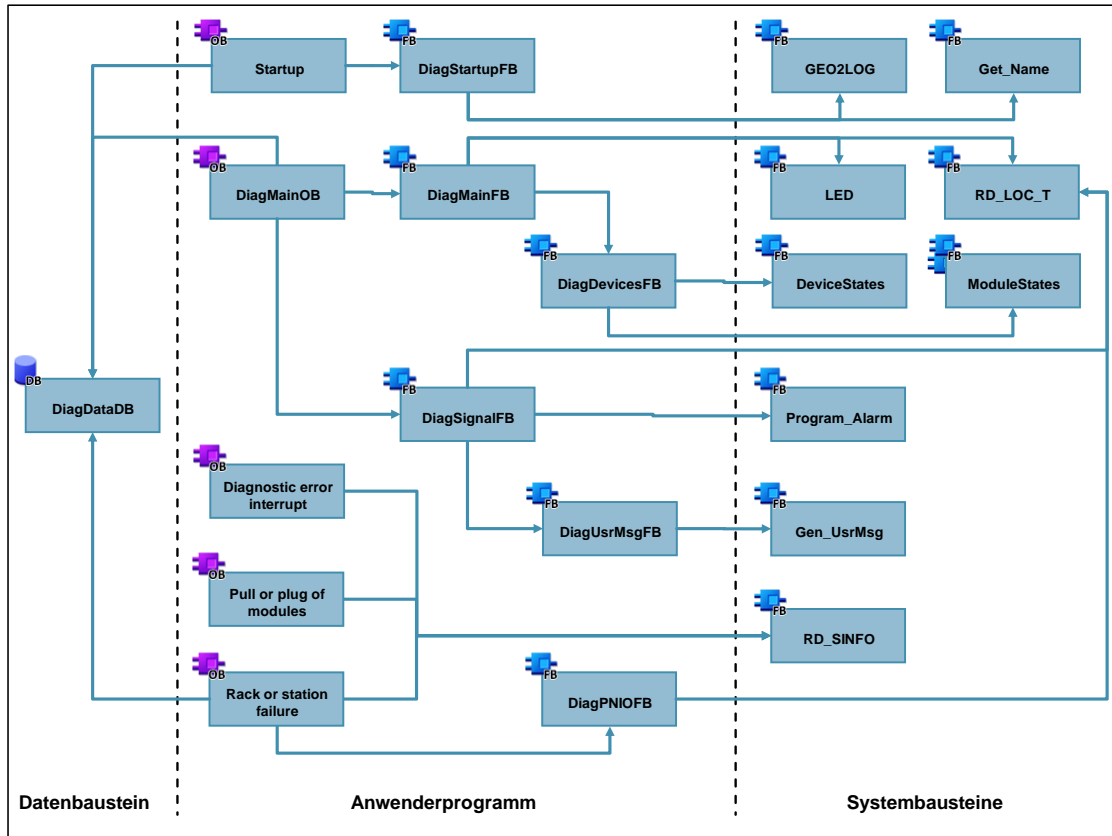 OB
FB
FB
FB
Startup
DiagStartupFB
GEO2LOG
Get_Name
OB
FB
FB
FB
DiagMainOB
DiagMainFB
LED
RD_LOC_T
FB
FB
FB
DiagDevicesFB
DeviceStates
ModuleStates
DB
DiagDataDB
FB
FB
DiagSignalFB
Program_Alarm
OB
Diagnostic error
interrupt
FB
FB
DiagUsrMsgFB
Gen_UsrMsg
OB
Pull or plug of
modules
FB
RD_SINFO
OB
Rack or station
failure
FB
DiagPNIOFB
Datenbaustein
Anwenderprogramm
Systembausteine